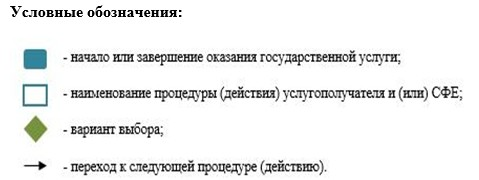 Условные обозначения:
- начало или завершение оказания государственной услуги;
- наименование процедуры (действия) услугополучателя и (или) СФЕ;
- вариант выбора;
- переход к следующей процедуре (действию).